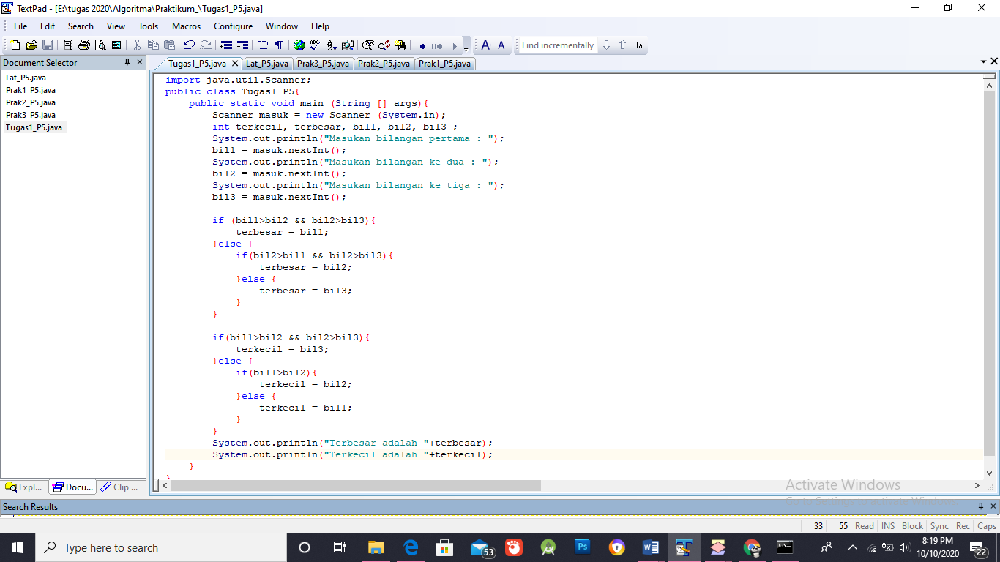 TextPad - [E:\tugas 2020\Algoritma\Praktikum_\Tugas1_P5.java]
File Edit Search View Tools Macros Configure Window Help
Find incrementally
Aa
Document Selector
Lat_P5.java
Prak1_P5.java
Prak2_P5.java
Prak3_P5.java
Tugas1_P5.java
Expl... Docu... Clip ...
Tugas1_P5.java Lat_P5.java Prak3_P5.java Prak2_P5.java Prak1_P5.java
import java.util.Scanner;
public class Tugas1_P5{
public static void main (String [] args){
Scanner masuk = new Scanner (System.in);
int terkecil, terbesar, bil1, bil2, bil3 ;
System.out.println("Masukan bilangan pertama : ");
bil1 = masuk.nextInt();
System.out.println("Masukan bilangan ke dua : ");
bil2 = masuk.nextInt();
System.out.println("Masukan bilangan ke tiga : ");
bil3 = masuk.nextInt();
if (bil1>bil2 && bil2>bil3){
terbesar = bil1;
}else {
if(bil2>bil1 && bil2>bil3){
terbesar = bil2;
}else {
terbesar = bil3;
}
}
if(bil1>bil2 && bil2>bil3){
terkecil = bil3;
}else {
if(bil1>bil2){
terkecil = bil2;
}else {
terkecil = bil1;
}
}
System.out.println("Terbesar adalah "+terbesar);
System.out.println("Terkecil adalah "+terkecil);
}
}
Activate Windows
Search Results
33 55 Read INS Block Sync Rec Caps
Type here to search
53
Ps
8:19 PM
10/10/2020
22